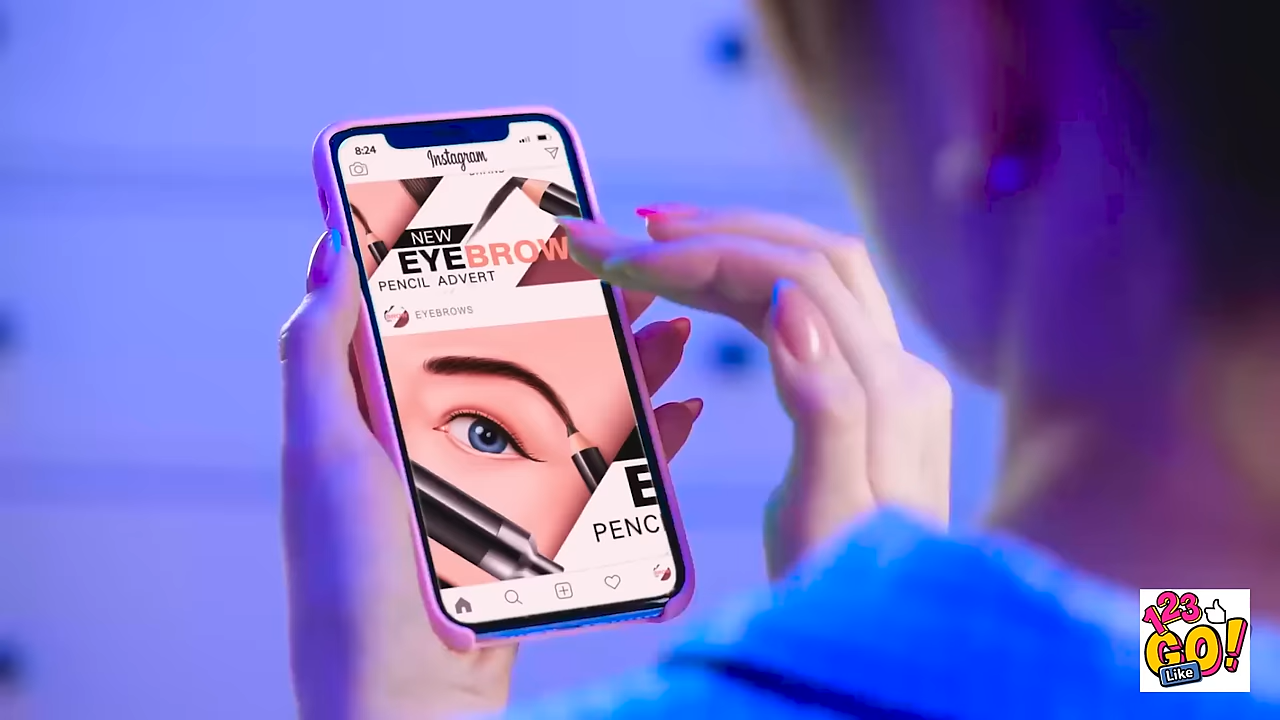 8:24
Instagram
NEW
EYEBROW
PENCIL ADVERT
EYEBROWS
E
PENC
123
GO!
Like